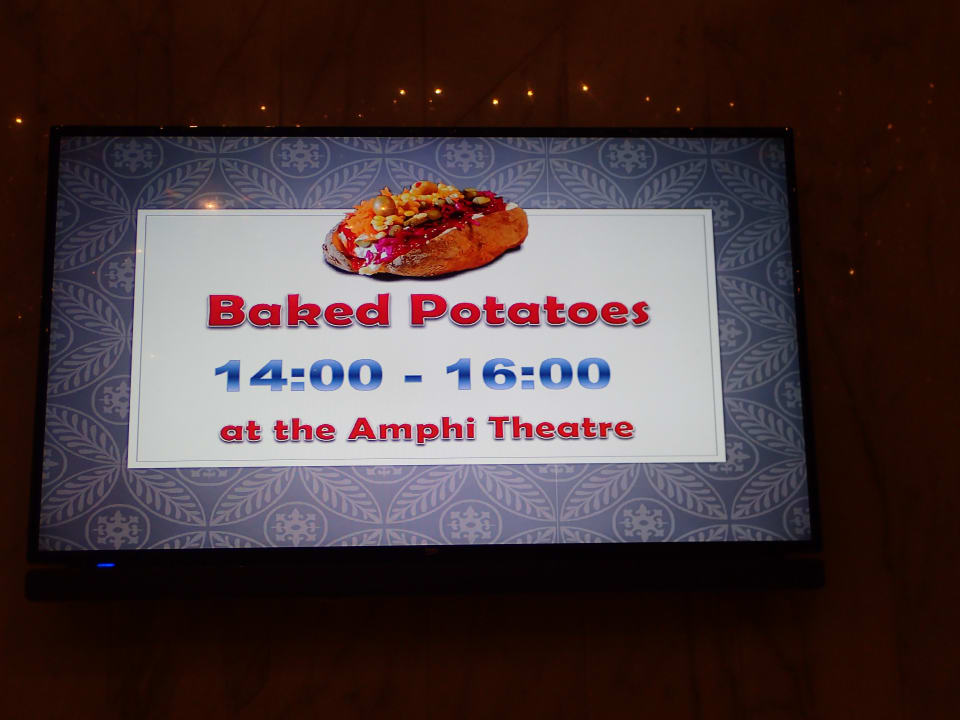 Baked Potatoes
14:00 - 16:00
at the Amphi Theatre